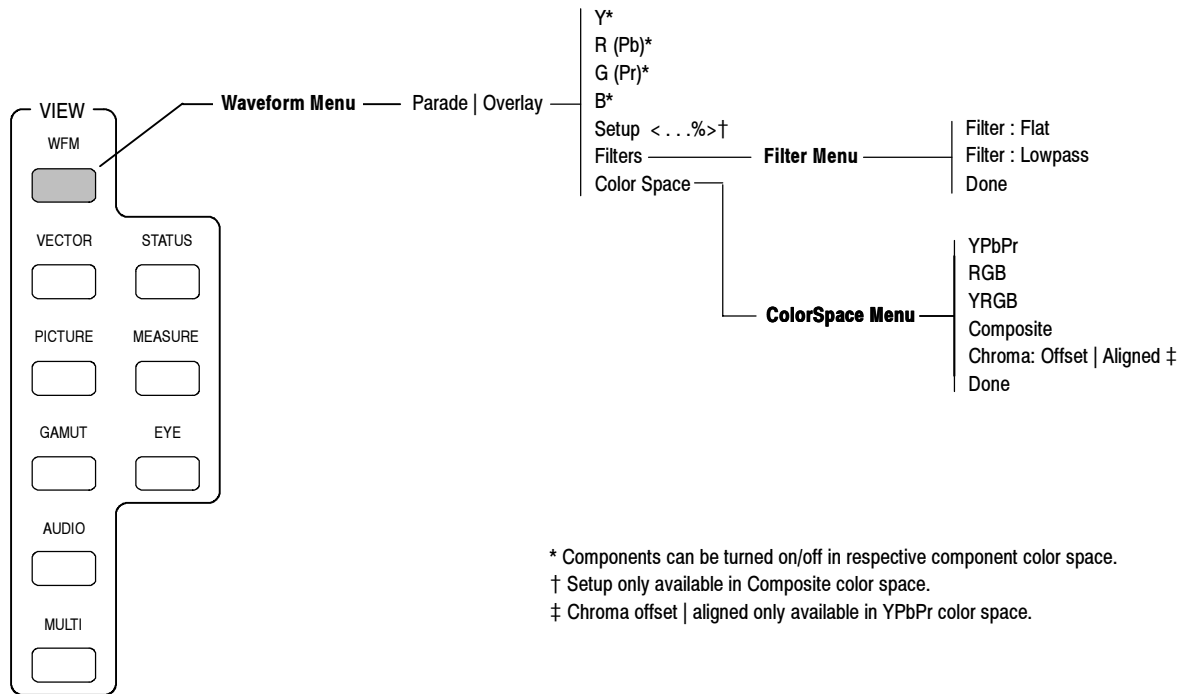 VIEW
WFM
VECTOR
STATUS
PICTURE
MEASURE
GAMUT
EYE
AUDIO
MULTI
Waveform Menu
Parade | Overlay
Y*
R (Pb)*
G (Pr)*
B*
Setup < . . .%>†
Filters
Color Space
Filter Menu
Filter : Flat
Filter : Lowpass
Done
ColorSpace Menu
YPbPr
RGB
YRGB
Composite
Chroma: Offset | Aligned ‡
Done
* Components can be turned on/off in respective component color space.
† Setup only available in Composite color space.
‡ Chroma offset | aligned only available in YPbPr color space.